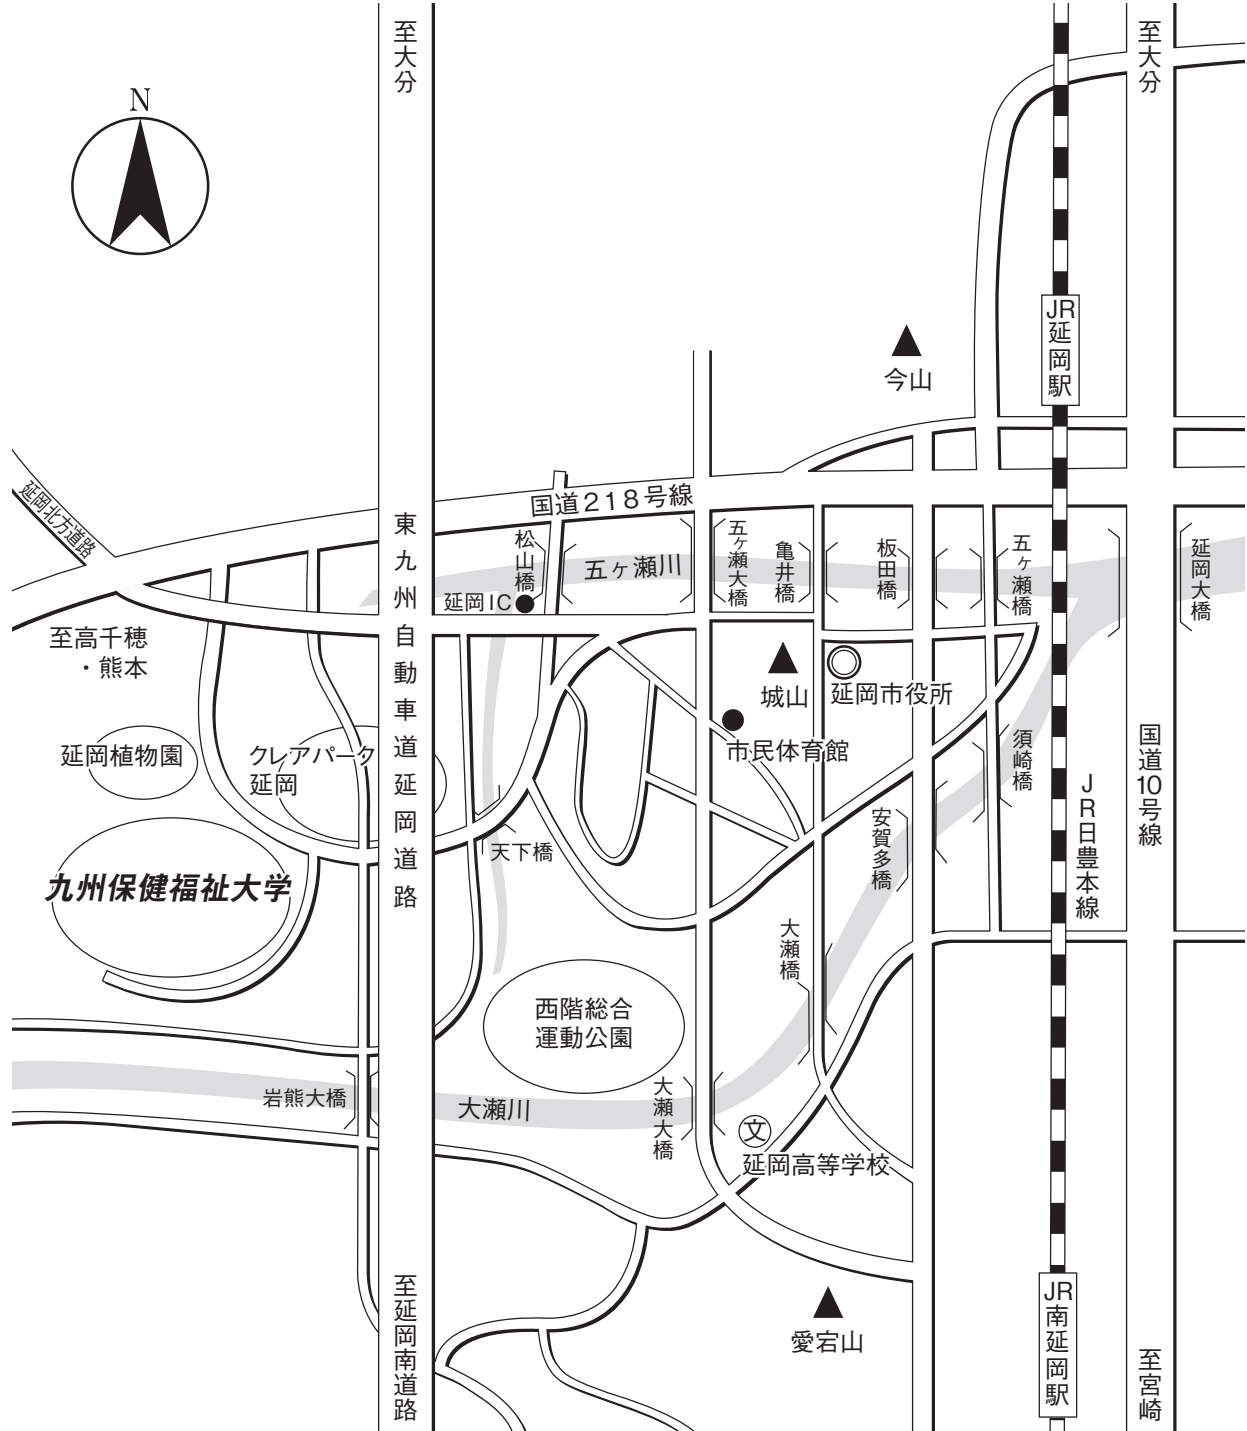 至大分
至大分
N
JR延岡駅
今山
延岡北方道路
国道218号線
東九州自動車道延岡道路
松山橋
五ヶ瀬川
五ヶ瀬大橋
亀井橋
板田橋
五ヶ瀬橋
延岡大橋
延岡IC
至高千穂
・熊本
城山
延岡市役所
市民体育館
延岡植物園
クレアパーク
延岡
須崎橋
国道10号線
JR日豊本線
天下橋
安賀多橋
九州保健福祉大学
大瀬橋
西階総合
運動公園
岩熊大橋
大瀬川
大瀬大橋
文
延岡高等学校
至延岡南道路
愛宕山
JR南延岡駅
至宮崎